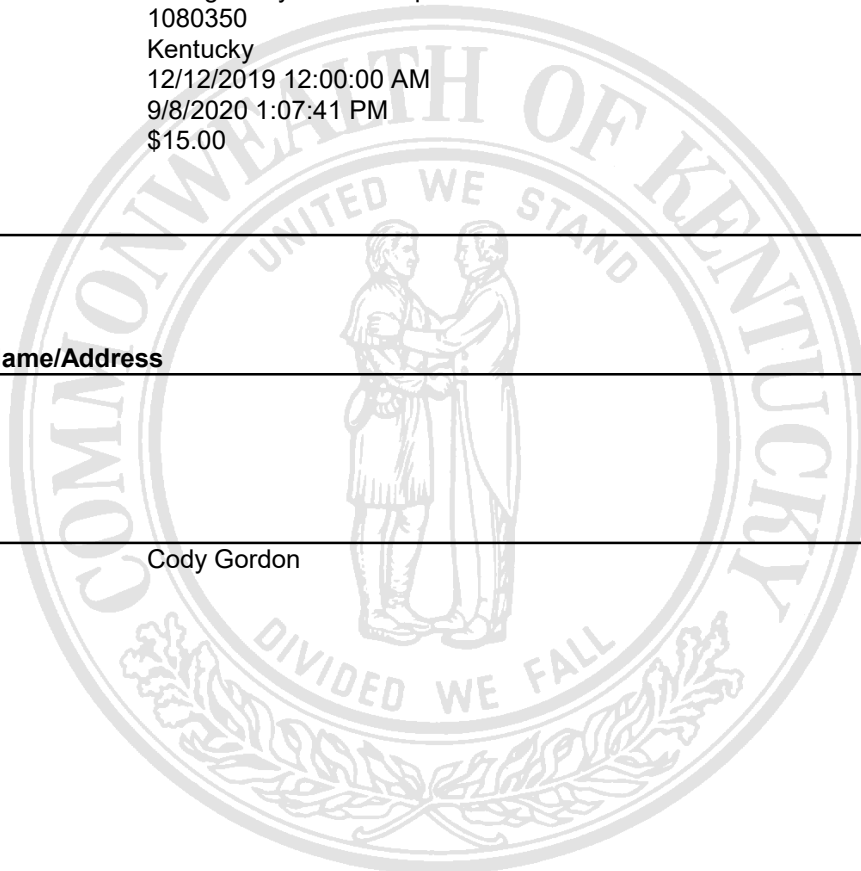 1080350
Kentucky
12/12/2019 12:00:00 AM
9/8/2020 1:07:41 PM
$15.00
COMMONWEALTH OF KENTUCKY
UNITED WE STAND
ame/Address
Cody Gordon
DIVIDED WE FALL